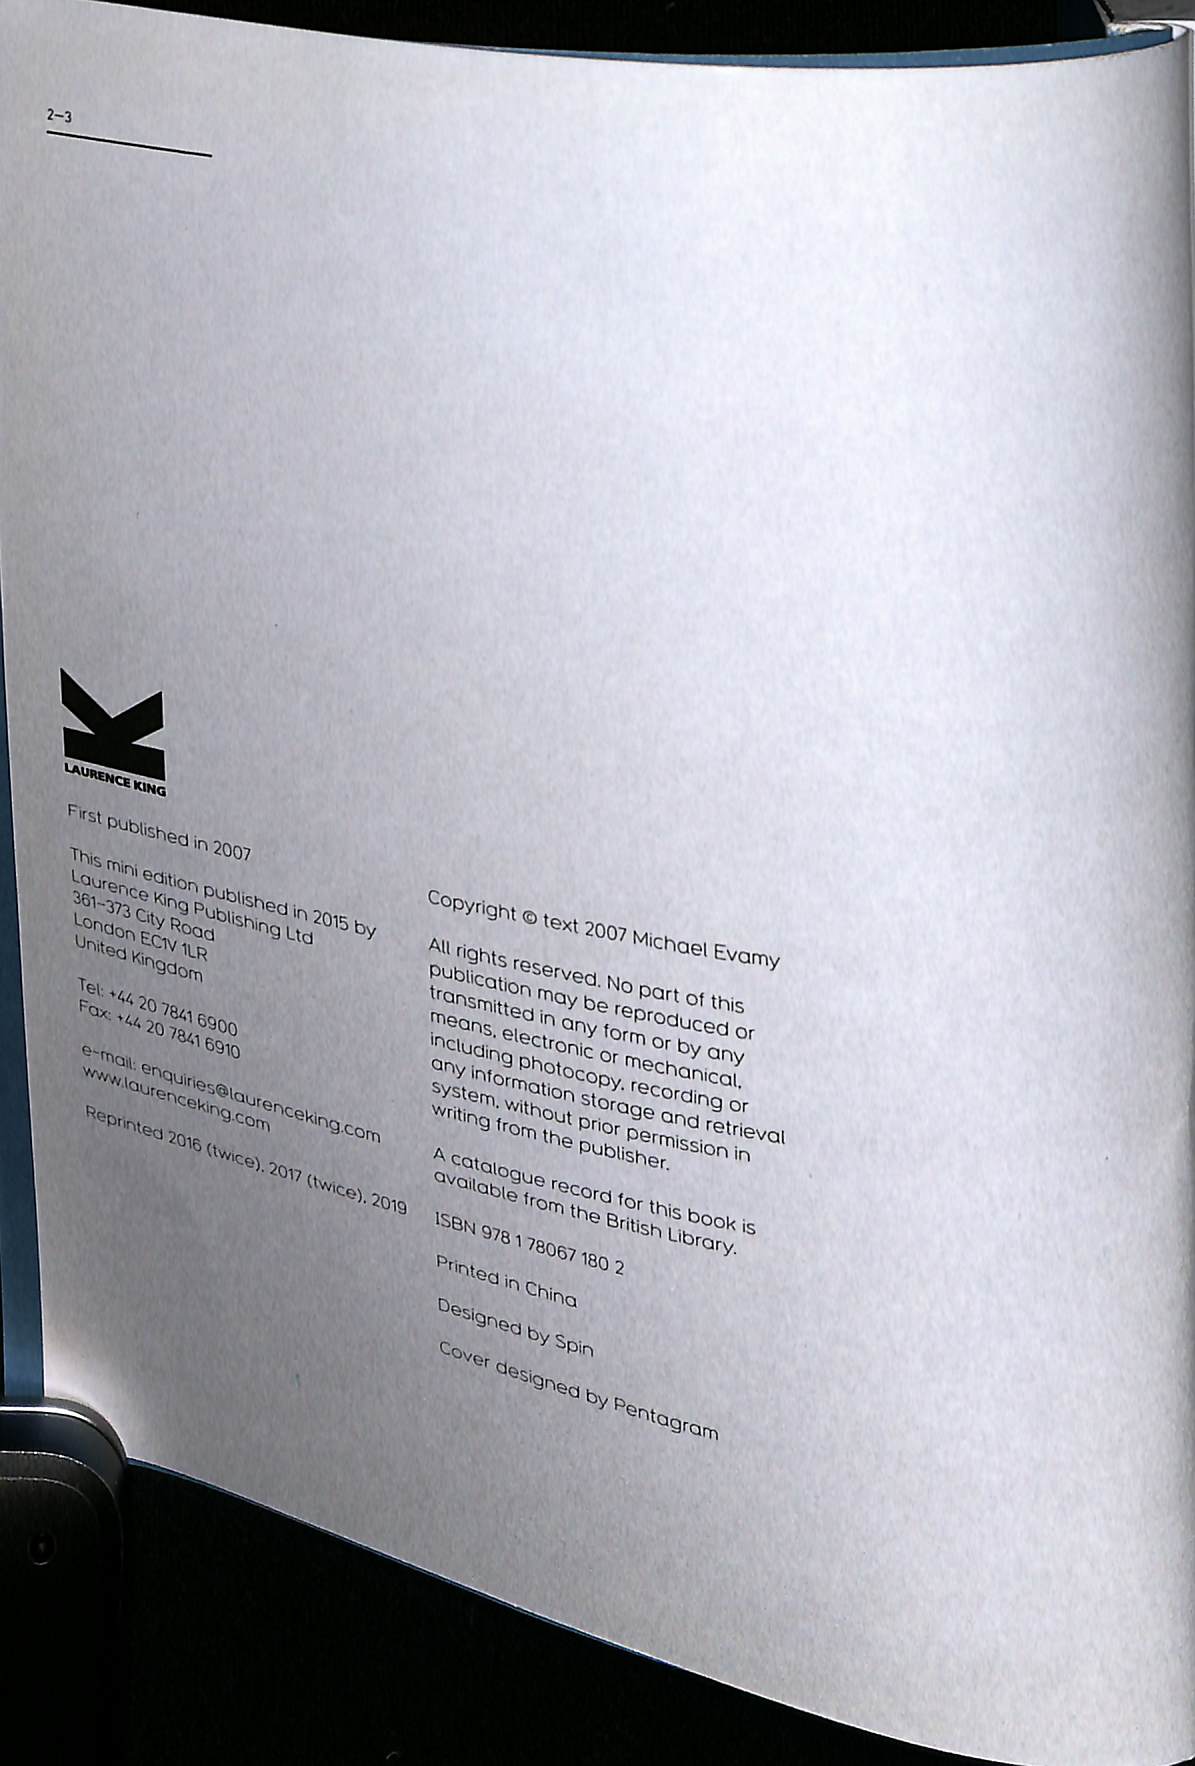 2–3
LAURENCE KING
First published in 2007
This mini edition published in 2015 by
Laurence King Publishing Ltd
361–373 City Road
London EC1V 1LR
United Kingdom
Tel: +44 20 7841 6900
Fax: +44 20 7841 6910
e-mail: enquiries@laurenceking.com
www.laurenceking.com
Reprinted 2016 (twice), 2017 (twice), 2019
Copyright © text 2007 Michael Evamy
All rights reserved. No part of this
publication may be reproduced or
transmitted in any form or by any
means, electronic or mechanical,
including photocopy, recording or
any information storage and retrieval
system, without prior permission in
writing from the publisher.
A catalogue record for this book is
available from the British Library.
ISBN 978 1 78067 180 2
Printed in China
Designed by Spin
Cover designed by Pentagram